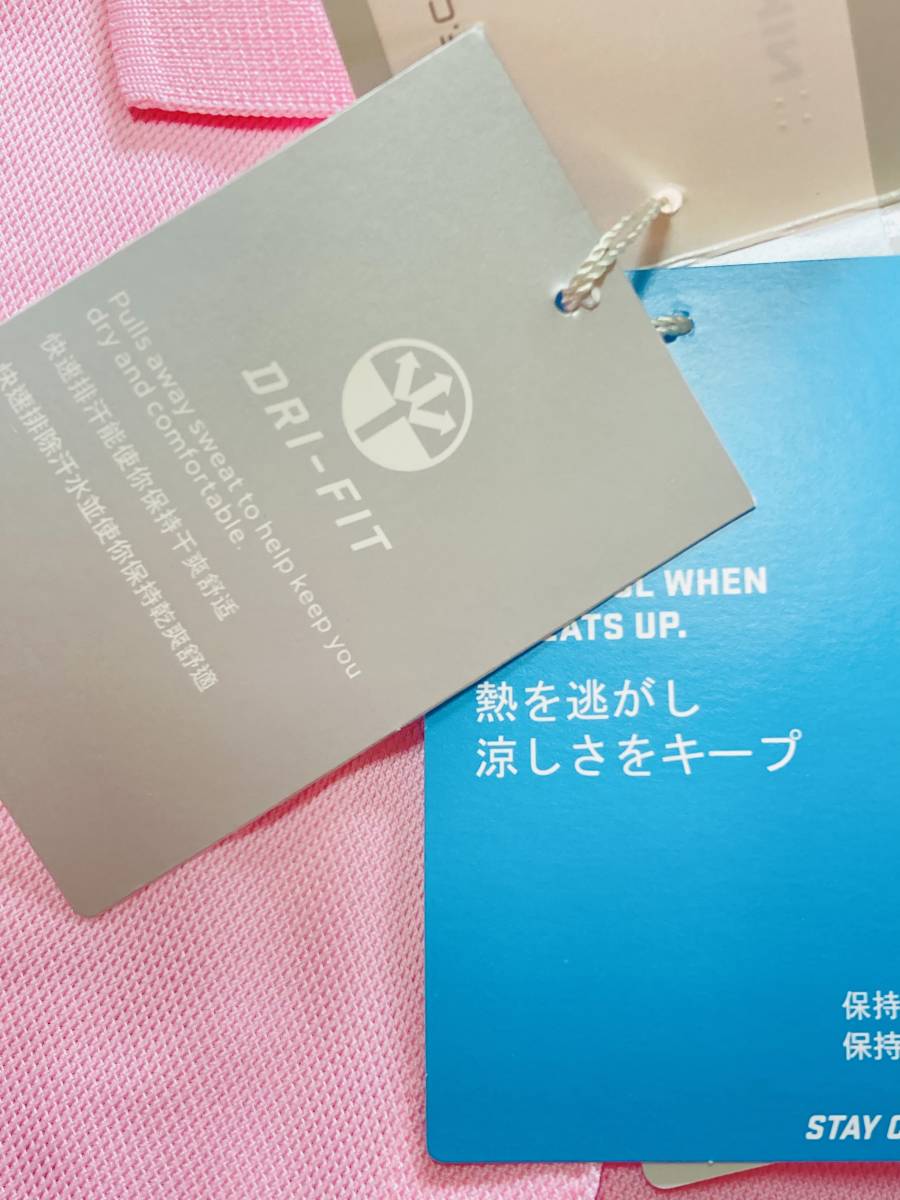 DRI-FIT
Pulls away sweat to help keep you
dry and comfortable.
快速排汗能使你保持干爽舒适
快速排除汗水並使你保持乾爽舒適
WHEN
UP.
熱を逃がし
涼しさをキープ
保持
保持
STAY